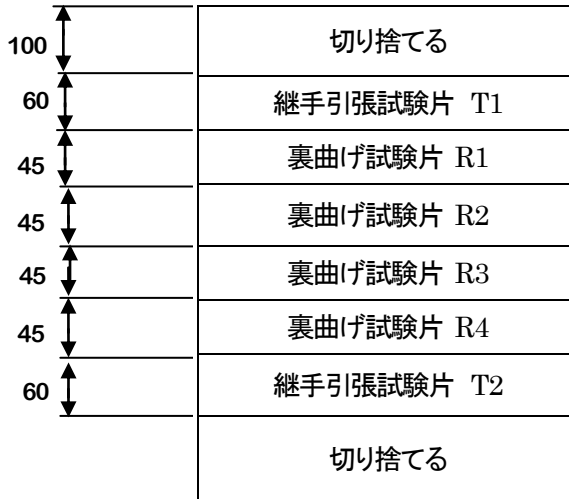 100 切り捨てる
60 継手引張試験片 T1
45 裏曲げ試験片 R1
45 裏曲げ試験片 R2
45 裏曲げ試験片 R3
45 裏曲げ試験片 R4
60 継手引張試験片 T2
切り捨てる